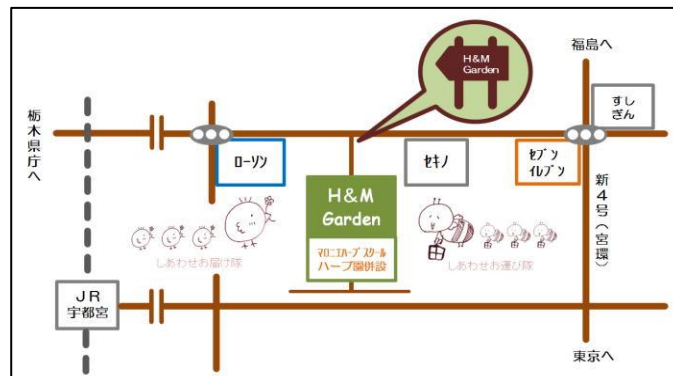 H&M
Garden
福島へ
すし
ぎん
栃木県庁へ
ローソン
セキノ
セブン
イレブン
H&M
Garden
マロニエハーブスクール
ハーブ園併設
新4号(宮環)
しあわせお届け隊
しあわせお運び隊
JR
宇都宮
東京へ